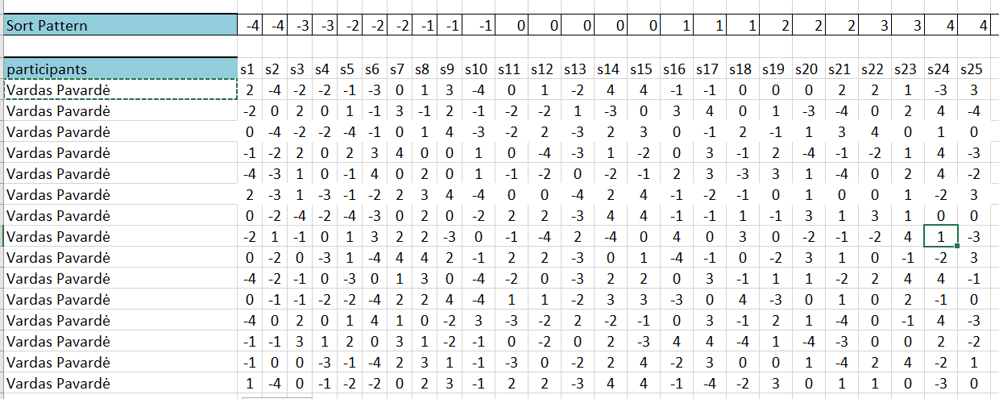 Sort Pattern -4 -4 -3 -3 -2 -2 -2 -1 -1 -1 0 0 0 0 0 1 1 1 2 2 2 3 3 4 4
participants s1 s2 s3 s4 s5 s6 s7 s8 s9 s10 s11 s12 s13 s14 s15 s16 s17 s18 s19 s20 s21 s22 s23 s24 s25
Vardas Pavardė 2 -4 -2 -2 -1 -3 0 1 3 -4 0 1 -2 4 4 -1 -1 0 0 0 2 2 1 -3 3
Vardas Pavardė -2 0 2 0 1 -1 3 -1 2 -1 -2 -2 1 -3 0 3 4 0 1 -3 -4 0 2 4 -4
Vardas Pavardė 0 -4 -2 -2 -4 -1 0 1 4 -3 -2 2 -3 2 3 0 -1 2 -1 1 3 4 0 1 0
Vardas Pavardė -1 -2 2 0 2 3 4 0 0 1 0 -4 -3 1 -2 0 3 -1 2 -4 -1 -2 1 4 -3
Vardas Pavardė -4 -3 1 0 -1 4 0 2 0 1 -1 -2 0 -2 -1 2 3 -3 3 1 -4 0 2 4 -2
Vardas Pavardė 2 -3 1 -3 -1 -2 2 3 4 -4 0 0 -4 2 4 -1 -2 -1 0 1 0 0 1 -2 3
Vardas Pavardė 0 -2 -4 -2 -4 -3 0 2 0 -2 2 2 -3 4 4 -1 -1 1 -1 3 1 3 1 0 0
Vardas Pavardė -2 1 -1 0 1 3 2 2 -3 0 -1 -4 2 -4 0 4 0 3 0 -2 -1 -2 4 1 -3
Vardas Pavardė 0 -2 0 -3 1 -4 4 4 2 -1 2 2 -3 0 1 -4 -1 0 -2 3 1 0 -1 -2 3
Vardas Pavardė -4 -2 -1 0 -3 0 1 3 0 -4 -2 0 -3 2 2 0 3 -1 1 1 -2 2 4 4 -1
Vardas Pavardė 0 -1 -1 -2 -2 -4 2 2 4 -4 1 1 -2 3 3 -3 0 4 -3 0 1 0 2 -1 0
Vardas Pavardė -4 0 2 0 1 4 1 0 -2 3 -3 -2 2 -2 -1 0 3 -1 2 1 -4 0 -1 4 -3
Vardas Pavardė -1 -1 3 1 2 0 3 1 -2 -1 0 -2 0 2 -3 4 4 -4 1 -4 -3 0 0 2 -2
Vardas Pavardė -1 0 0 -3 -1 -4 2 3 1 -1 -3 0 -2 2 4 -2 3 0 0 1 -4 2 4 -2 1
Vardas Pavardė 1 -4 0 -1 -2 -2 0 2 3 -1 2 2 -3 4 4 -1 -4 -2 3 0 1 1 0 -3 0